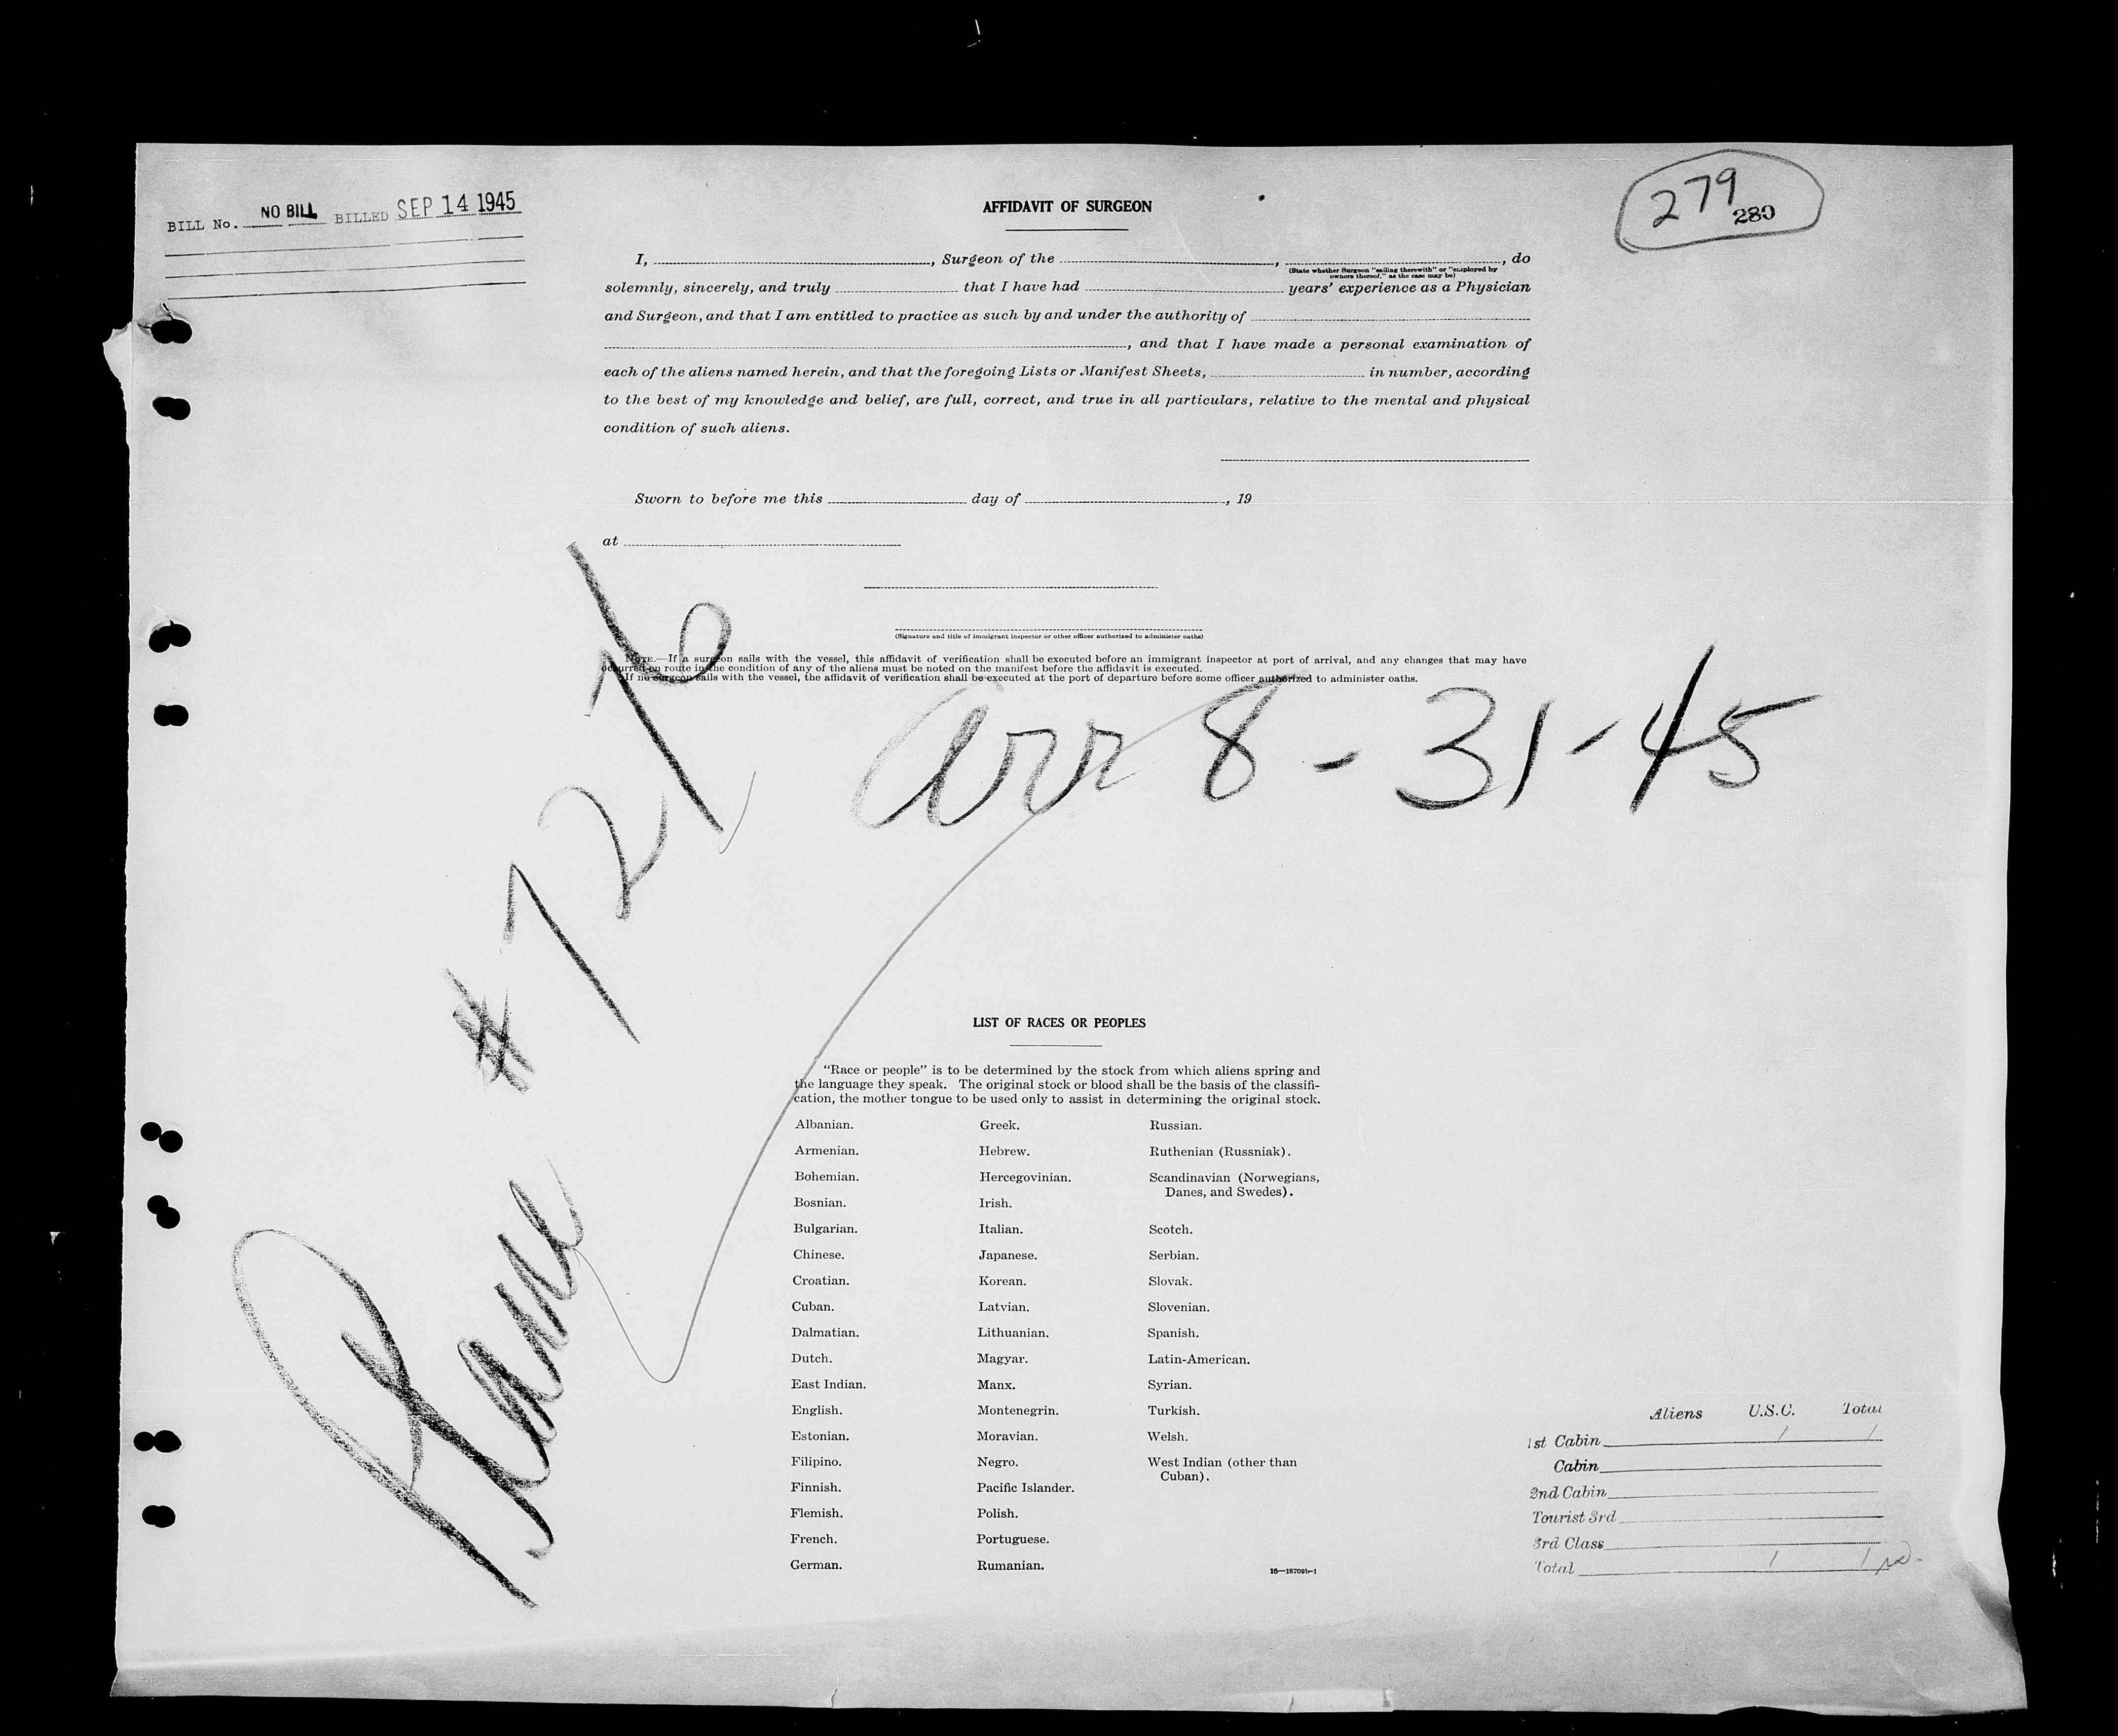 BILL No. NO BILL BILLED SEP 14 1945
279
280
AFFIDAVIT OF SURGEON
I, , Surgeon of the , , do
(State whether Surgeon "sailing therewith" or "employed by
owners thereof," as the case may be)
solemnly, sincerely, and truly that I have had years' experience as a Physician
and Surgeon, and that I am entitled to practice as such by and under the authority of
, and that I have made a personal examination of
each of the aliens named herein, and that the foregoing Lists or Manifest Sheets, in number, according
to the best of my knowledge and belief, are full, correct, and true in all particulars, relative to the mental and physical
condition of such aliens.
Sworn to before me this day of , 19
at
(Signature and title of immigrant inspector or other officer authorized to administer oaths)
NOTE.—If a surgeon sails with the vessel, this affidavit of verification shall be executed before an immigrant inspector at port of arrival, and any changes that may have
occurred en route in the condition of any of the aliens must be noted on the manifest before the affidavit is executed.
If no surgeon sails with the vessel, the affidavit of verification shall be executed at the port of departure before some officer authorized to administer oaths.
Plane # 7276
arr 8-31-45
LIST OF RACES OR PEOPLES
"Race or people" is to be determined by the stock from which aliens spring and
the language they speak. The original stock or blood shall be the basis of the classifi-
cation, the mother tongue to be used only to assist in determining the original stock.
Albanian.
Armenian.
Bohemian.
Bosnian.
Bulgarian.
Chinese.
Croatian.
Cuban.
Dalmatian.
Dutch.
East Indian.
English.
Estonian.
Filipino.
Finnish.
Flemish.
French.
German.
Greek.
Hebrew.
Hercegovinian.
Irish.
Italian.
Japanese.
Korean.
Latvian.
Lithuanian.
Magyar.
Manx.
Montenegrin.
Moravian.
Negro.
Pacific Islander.
Polish.
Portuguese.
Rumanian.
Russian.
Ruthenian (Russniak).
Scandinavian (Norwegians,
Danes, and Swedes).
Scotch.
Serbian.
Slovak.
Slovenian.
Spanish.
Latin-American.
Syrian.
Turkish.
Welsh.
West Indian (other than
Cuban).
16—18709b-1
Aliens U.S.C. Total
1st Cabin 1 1
Cabin
2nd Cabin
Tourist 3rd
3rd Class
Total 1 1